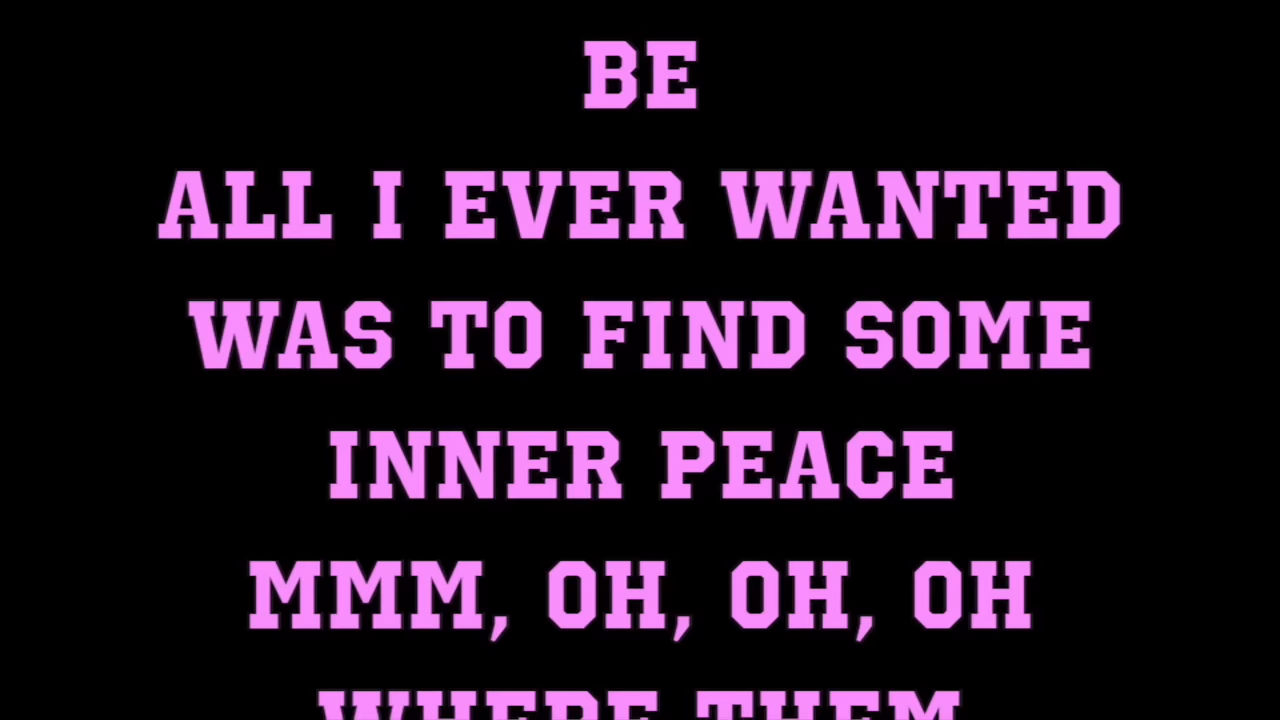 BE
ALL I EVER WANTED
WAS TO FIND SOME
INNER PEACE
MMM, OH, OH, OH
WHERE THEM